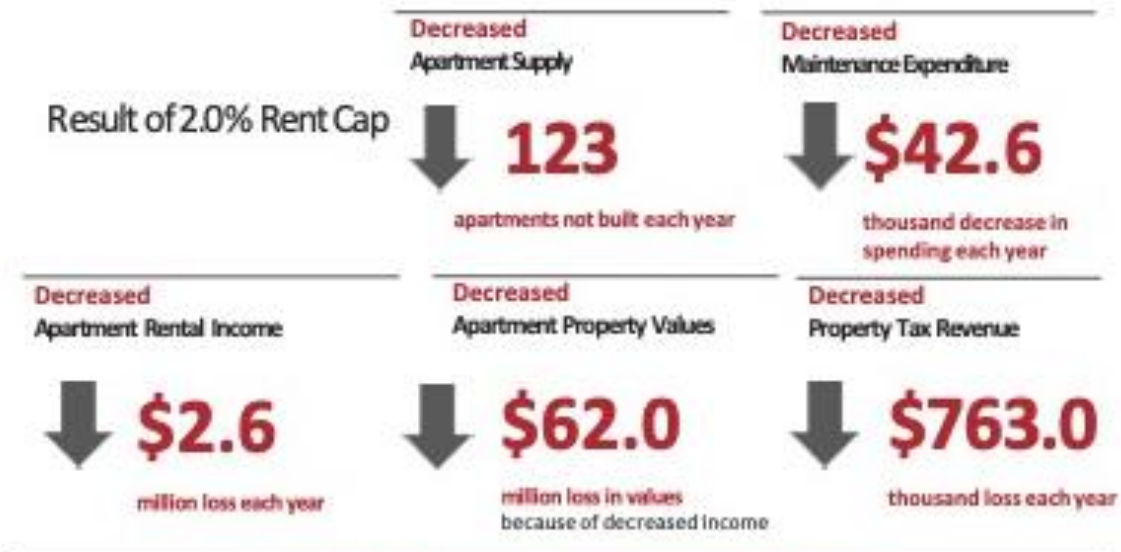 Result of 2.0% Rent Cap
Decreased
Apartment Supply
123
apartments not built each year
Decreased
Maintenance Expenditure
$42.6
thousand decrease in
spending each year
Decreased
Apartment Rental Income
$2.6
million loss each year
Decreased
Apartment Property Values
$62.0
million loss in values
because of decreased income
Decreased
Property Tax Revenue
$763.0
thousand loss each year